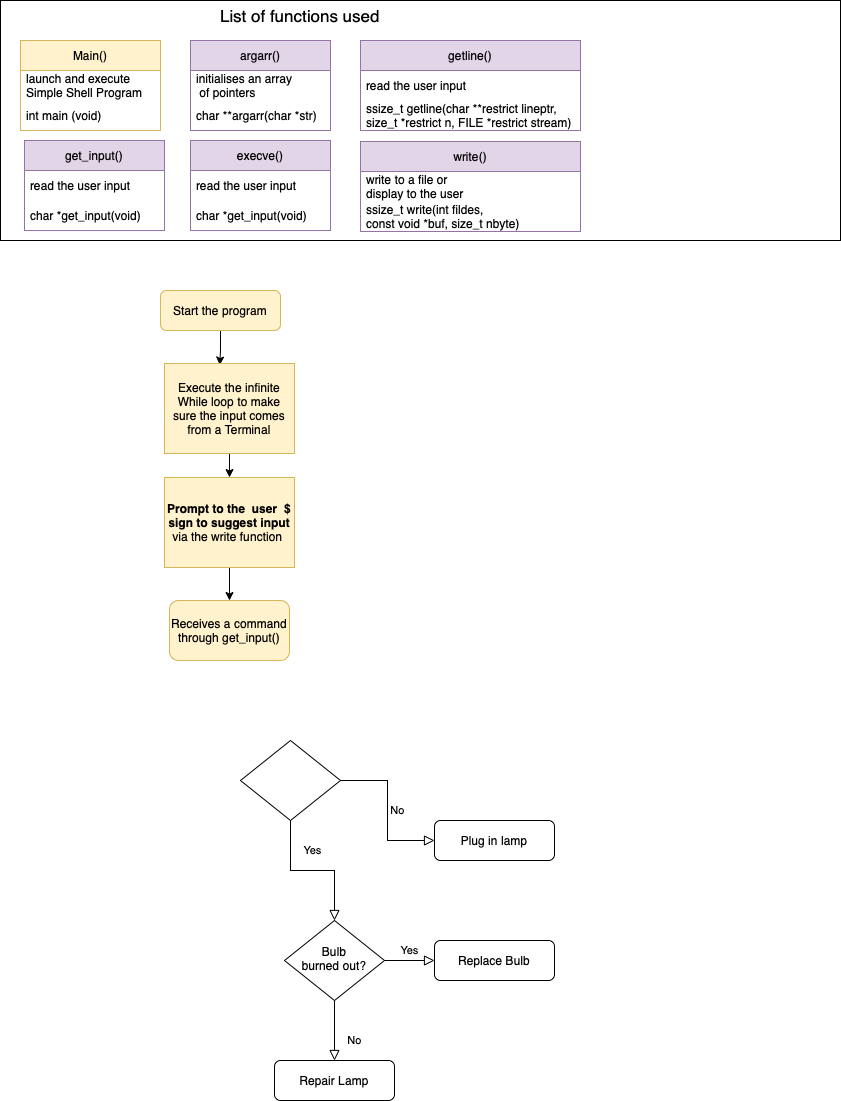 List of functions used
Main()
launch and execute
Simple Shell Program
int main (void)
argarr()
initialises an array
of pointers
char **argarr(char *str)
getline()
read the user input
ssize_t getline(char **restrict lineptr,
size_t *restrict n, FILE *restrict stream)
get_input()
read the user input
char *get_input(void)
execve()
read the user input
char *get_input(void)
write()
write to a file or
display to the user
ssize_t write(int fildes,
const void *buf, size_t nbyte)
Start the program
Execute the infinite
While loop to make
sure the input comes
from a Terminal
Prompt to the user $
sign to suggest input
via the write function
Receives a command
through get_input()
No
Plug in lamp
Yes
Bulb
burned out?
Yes
Replace Bulb
No
Repair Lamp